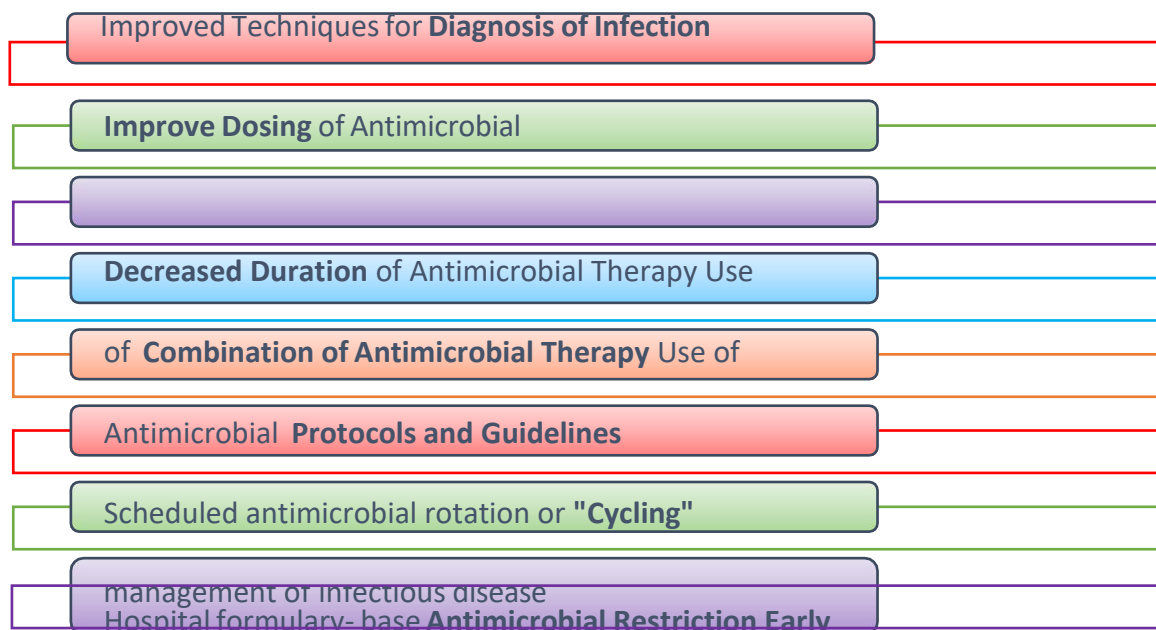 Improved Techniques for Diagnosis of Infection
Improve Dosing of Antimicrobial
Decreased Duration of Antimicrobial Therapy Use
of Combination of Antimicrobial Therapy Use of
Antimicrobial Protocols and Guidelines
Scheduled antimicrobial rotation or "Cycling"
management of infectious disease
Hospital formulary- base Antimicrobial Restriction Early